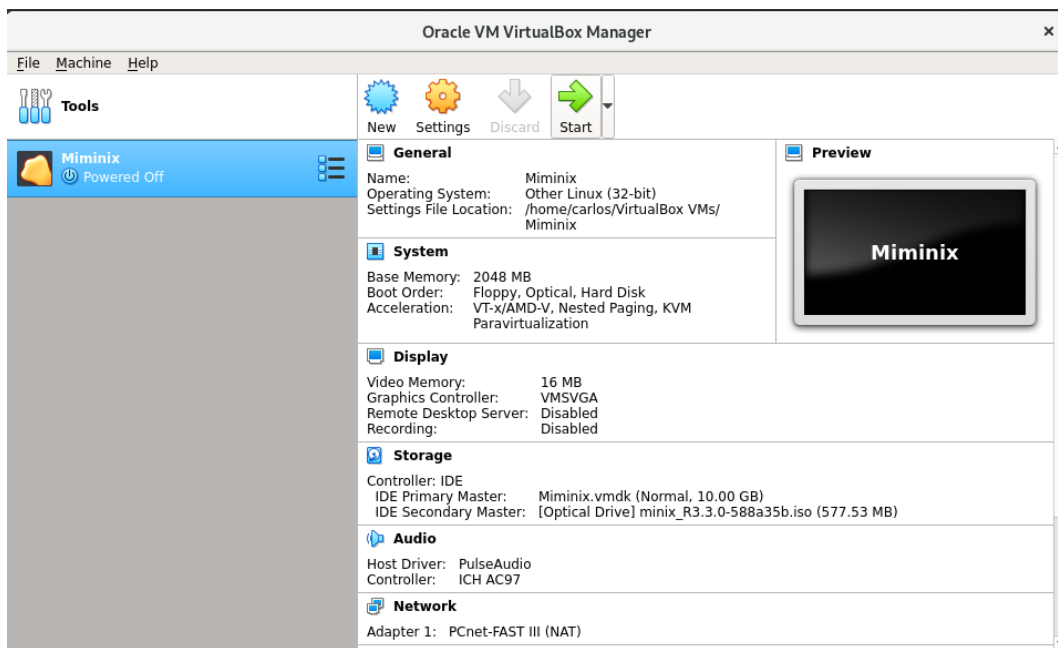 Oracle VM VirtualBox Manager
File Machine Help
Tools
New Settings Discard Start
Miminix
Powered Off
General
Name: Miminix
Operating System: Other Linux (32-bit)
Settings File Location: /home/carlos/VirtualBox VMs/
Miminix
Preview
Miminix
System
Base Memory: 2048 MB
Boot Order: Floppy, Optical, Hard Disk
Acceleration: VT-x/AMD-V, Nested Paging, KVM
Paravirtualization
Display
Video Memory: 16 MB
Graphics Controller: VMSVGA
Remote Desktop Server: Disabled
Recording: Disabled
Storage
Controller: IDE
IDE Primary Master: Miminix.vmdk (Normal, 10.00 GB)
IDE Secondary Master: [Optical Drive] minix_R3.3.0-588a35b.iso (577.53 MB)
Audio
Host Driver: PulseAudio
Controller: ICH AC97
Network
Adapter 1: PCnet-FAST III (NAT)